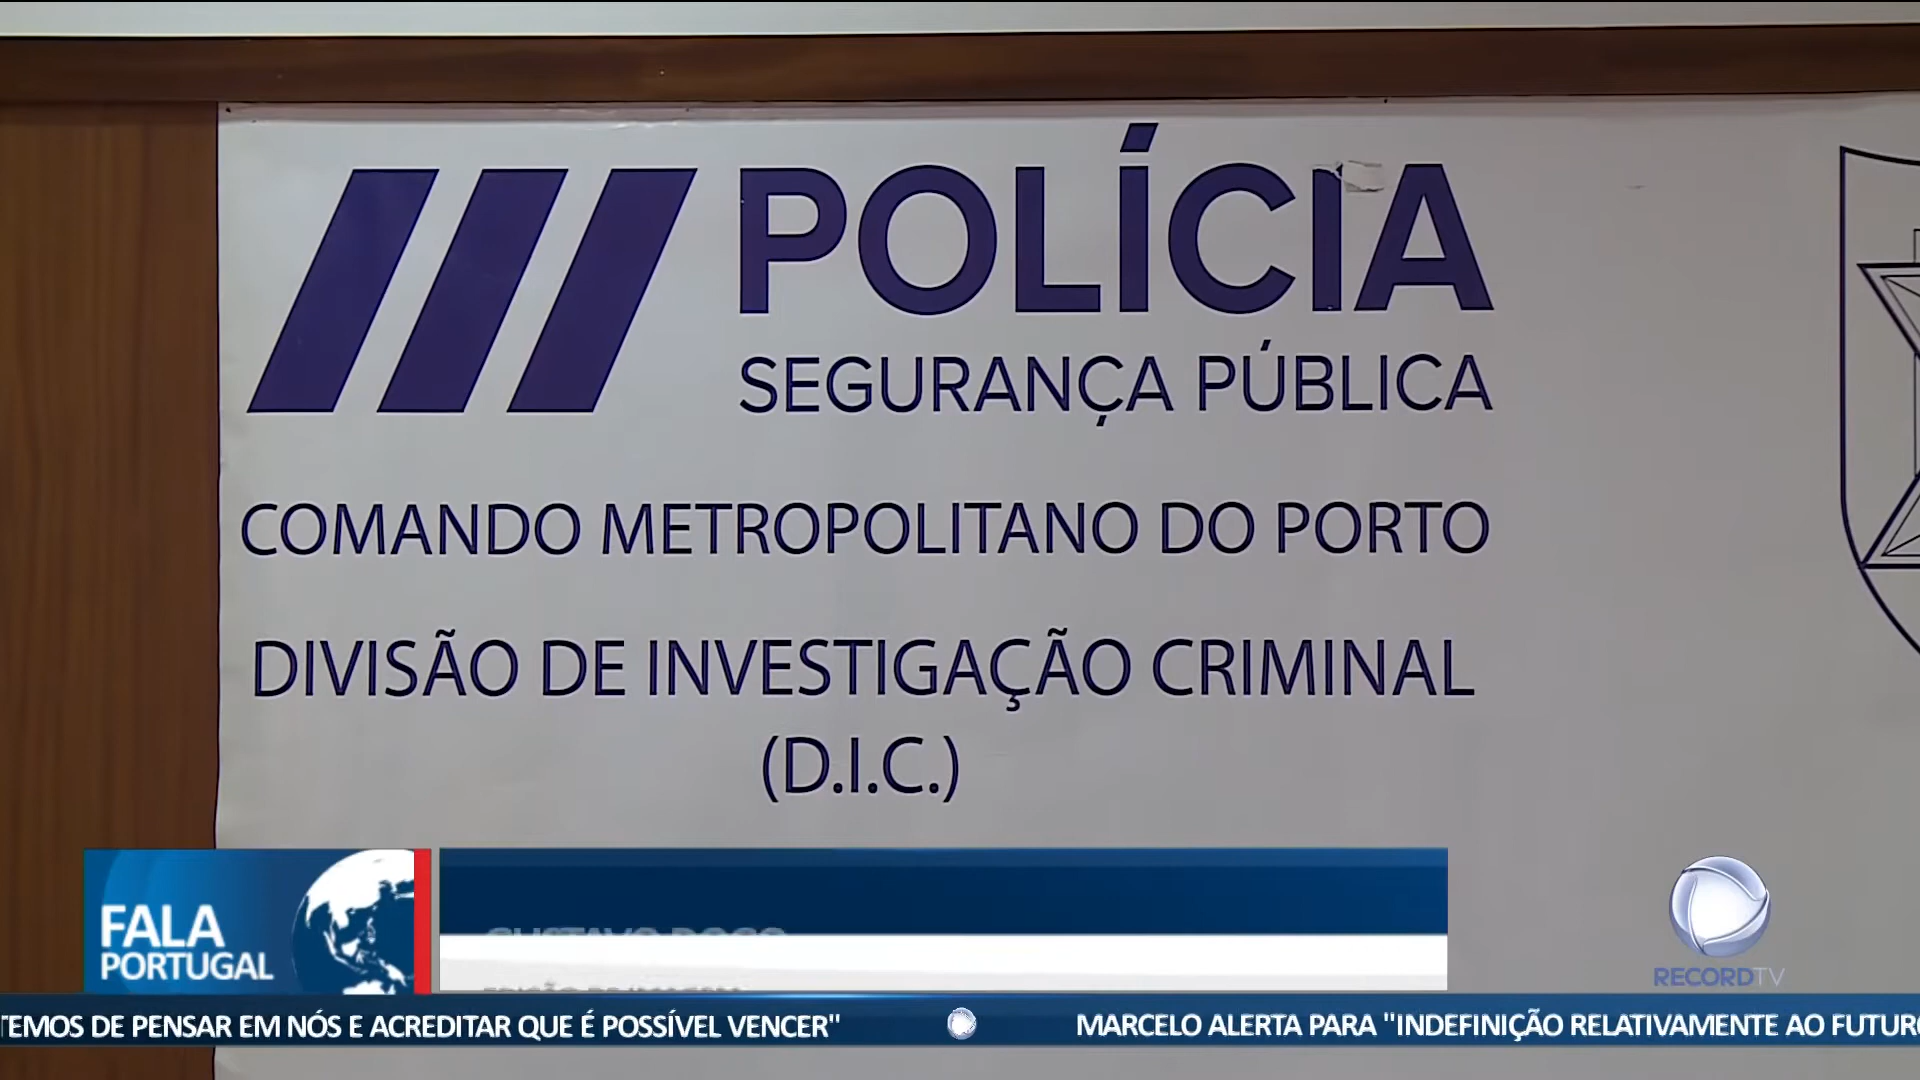 POLÍCIA
SEGURANÇA PÚBLICA
COMANDO METROPOLITANO DO PORTO
DIVISÃO DE INVESTIGAÇÃO CRIMINAL
(D.I.C.)
FALA
PORTUGAL
RECORDTV
TEMOS DE PENSAR EM NÓS E ACREDITAR QUE É POSSÍVEL VENCER" MARCELO ALERTA PARA "INDEFINIÇÃO RELATIVAMENTE AO FUTURO